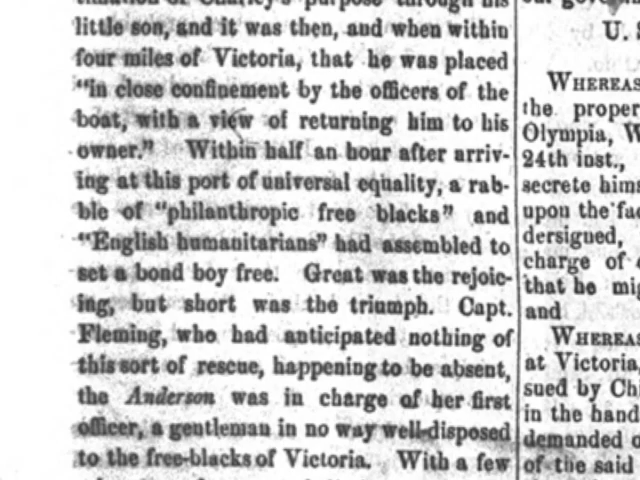 little son, and it was then, and when within
four miles of Victoria, that he was placed
"in close confinement by the officers of the
boat, with a view of returning him to his
owner." Within half an hour after arriv-
ing at this port of universal equality, a rab-
ble of "philanthropic free blacks" and
"English humanitarians" had assembled to
set a bond boy free. Great was the rejoic-
ing, but short was the triumph. Capt.
Fleming, who had anticipated nothing of
this sort of rescue, happening to be absent,
the Anderson was in charge of her first
officer, a gentleman in no way well-disposed
to the free-blacks of Victoria. With a few
U. S
WHEREAS
the proper
Olympia, W
24th inst.,
secrete hims
upon the fac
dersigned,
charge of
that he mig
and
WHEREAS
at Victoria,
sued by Ch
in the hand
demanded o
of the said